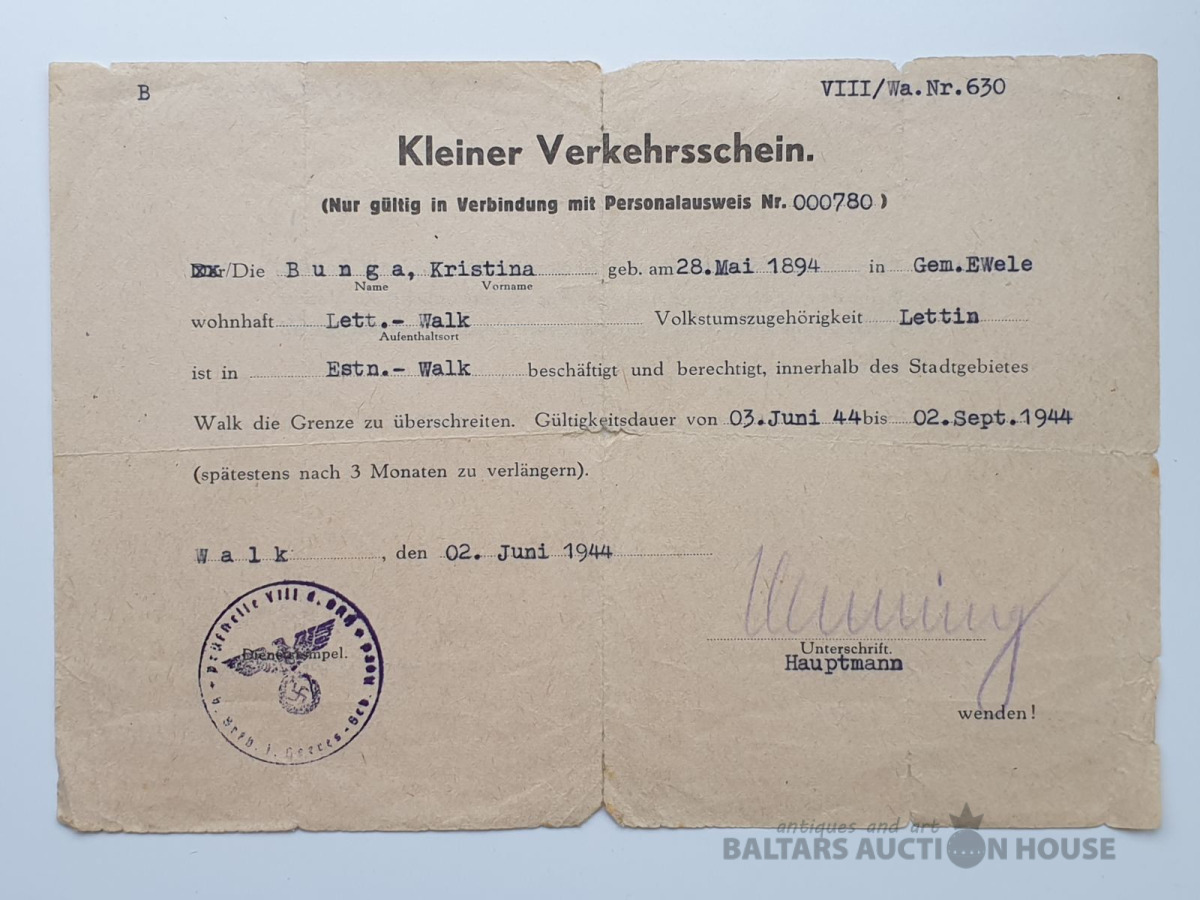 B
VIII/Wa.Nr.630
Kleiner Verkehrsschein.
(Nur gültig in Verbindung mit Personalausweis Nr. 000780 )
/Die B u n g a, Kristina geb. am 28.Mai 1894 in Gem.EWele
Name Vorname
wohnhaft Lett.- Walk Volkstumszugehörigkeit Lettin
Aufenthaltsort
ist in Estn.- Walk beschäftigt und berechtigt, innerhalb des Stadtgebietes
Walk die Grenze zu überschreiten. Gültigkeitsdauer von 03.Juni 44 bis 02.Sept.1944
(spätestens nach 3 Monaten zu verlängern).
W a l k , den 02. Juni 1944
Dienststempel.
Unterschrift.
Hauptmann
wenden!
antiques and art
BALTARS AUCTION HOUSE